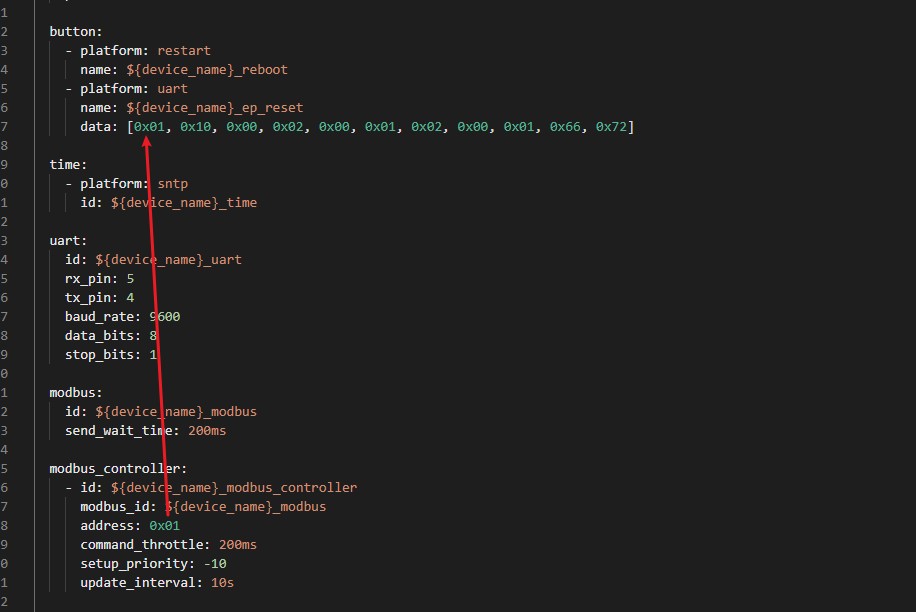 1
2 button:
3 - platform: restart
4 name: ${device_name}_reboot
5 - platform: uart
6 name: ${device_name}_ep_reset
7 data: [0x01, 0x10, 0x00, 0x02, 0x00, 0x01, 0x02, 0x00, 0x01, 0x66, 0x72]
8
9 time:
0 - platform: sntp
1 id: ${device_name}_time
2
3 uart:
4 id: ${device_name}_uart
5 rx_pin: 5
6 tx_pin: 4
7 baud_rate: 9600
8 data_bits: 8
9 stop_bits: 1
0
1 modbus:
2 id: ${device_name}_modbus
3 send_wait_time: 200ms
4
5 modbus_controller:
6 - id: ${device_name}_modbus_controller
7 modbus_id: ${device_name}_modbus
8 address: 0x01
9 command_throttle: 200ms
0 setup_priority: -10
1 update_interval: 10s
2